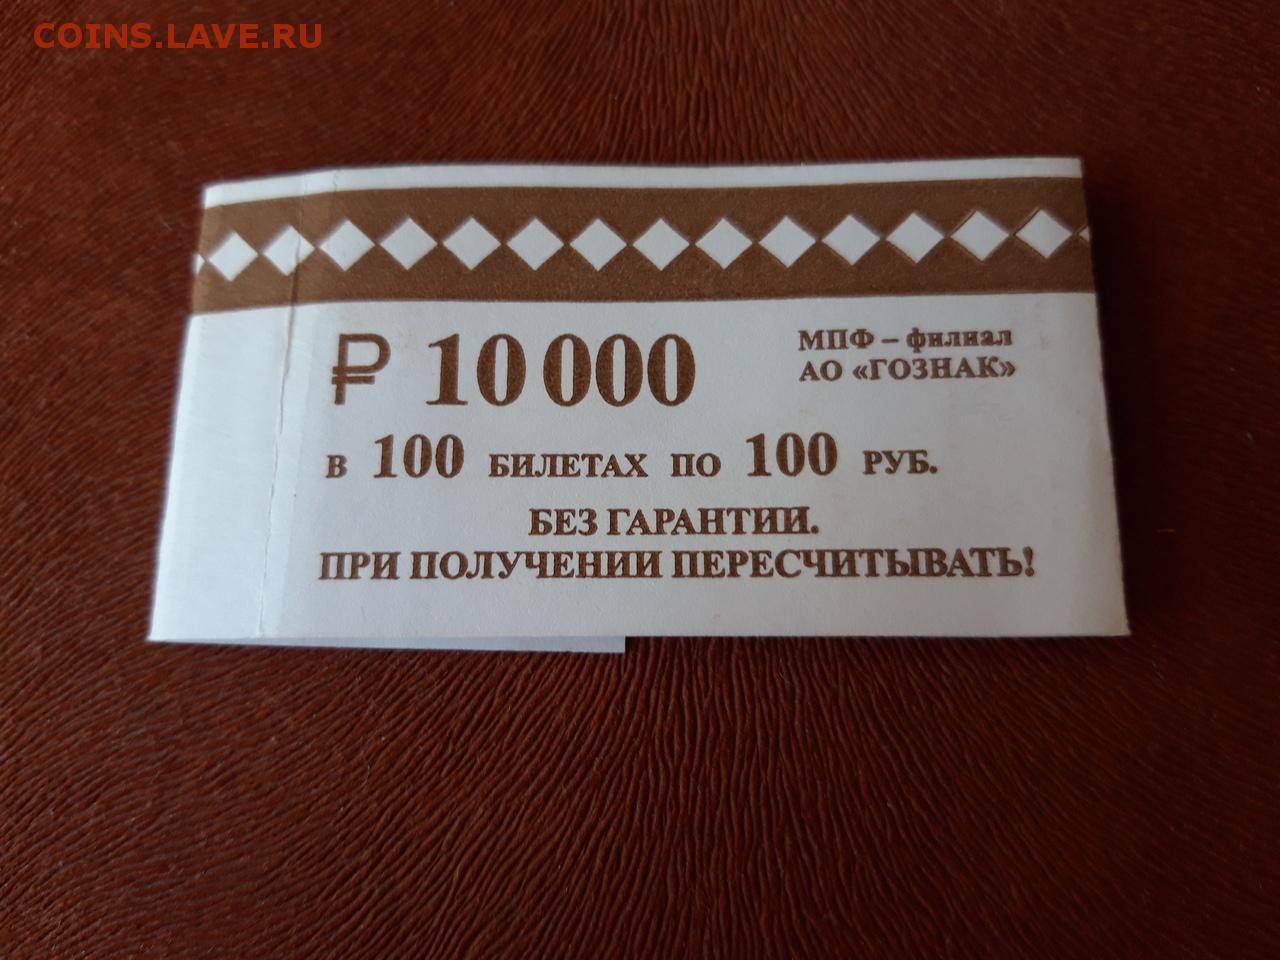 COINS.LAVE.RU
₽ 10 000
МПФ – филиал
АО «ГОЗНАК»
в 100 БИЛЕТАХ ПО 100 РУБ.
БЕЗ ГАРАНТИИ.
ПРИ ПОЛУЧЕНИИ ПЕРЕСЧИТЫВАТЬ!